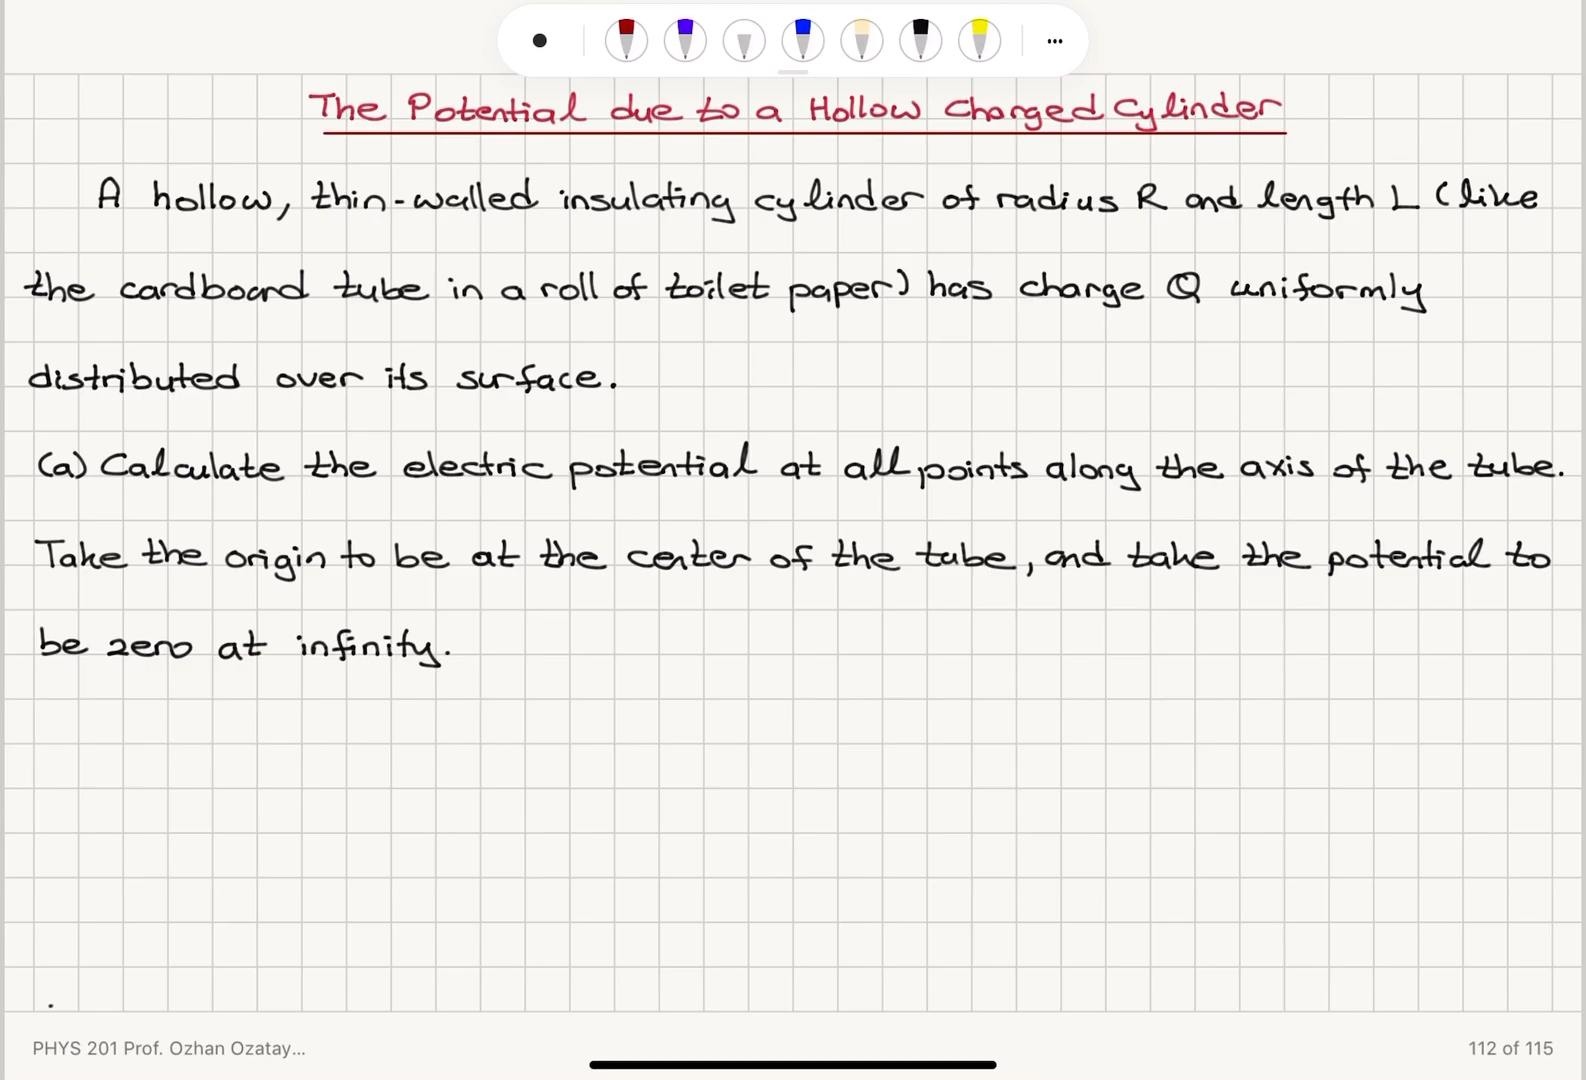 The Potential due to a Hollow Charged Cylinder
A hollow, thin-walled insulating cylinder of radius R and length L (like
the cardboard tube in a roll of toilet paper) has charge Q uniformly
distributed over its surface.
(a) Calculate the electric potential at all points along the axis of the tube.
Take the origin to be at the center of the tube, and take the potential to
be zero at infinity.
PHYS 201 Prof. Ozhan Ozatay...
112 of 115